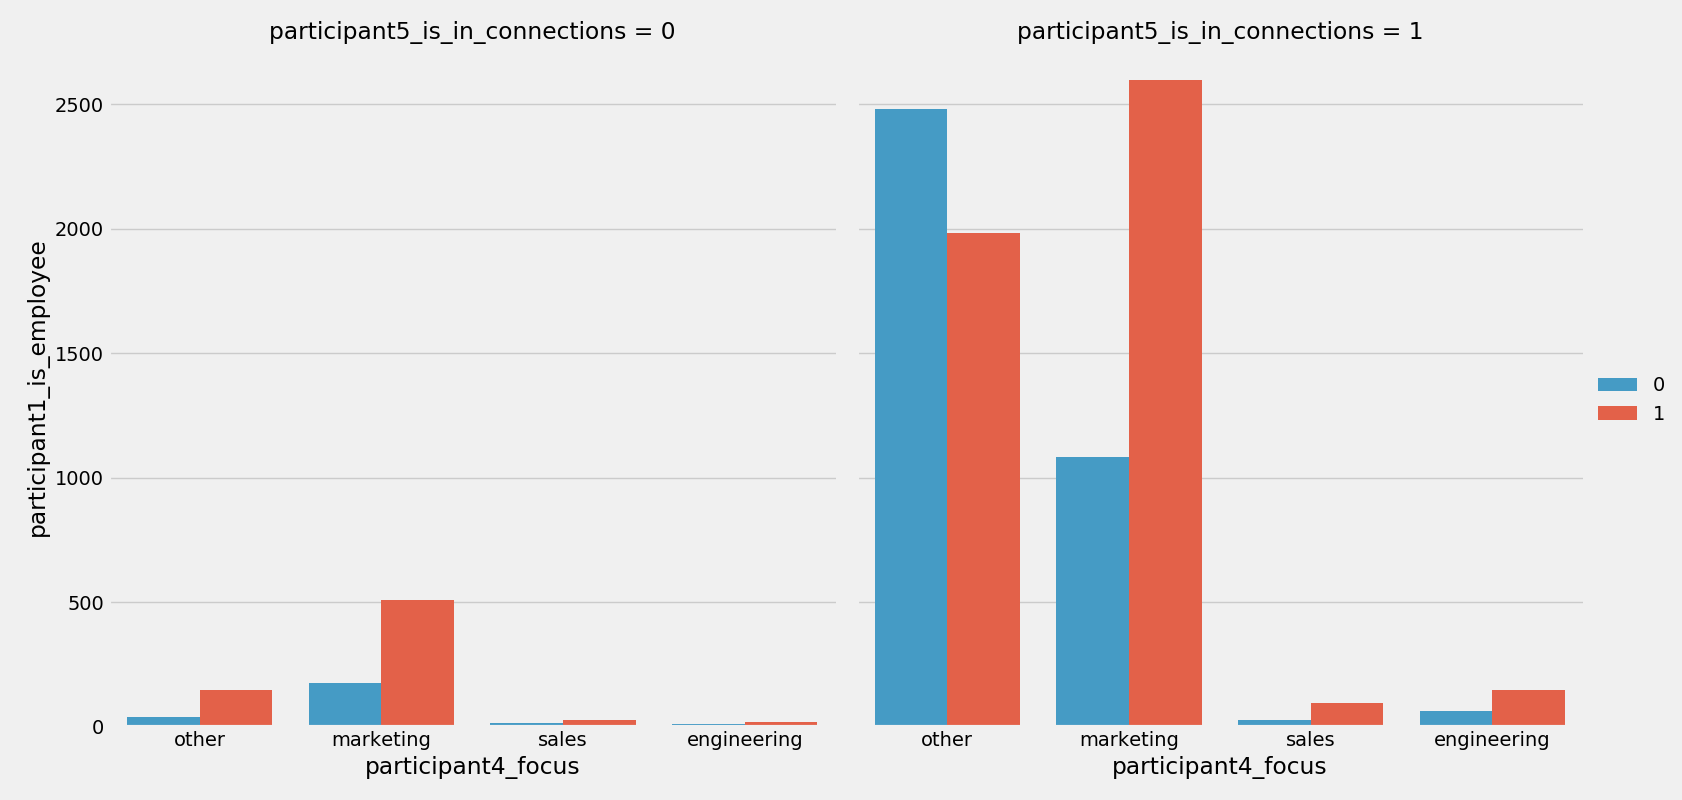 participant5_is_in_connections = 0
participant5_is_in_connections = 1
participant1_is_employee
2500
2000
1500
1000
500
0
other marketing sales engineering
other marketing sales engineering
participant4_focus
participant4_focus
0
1